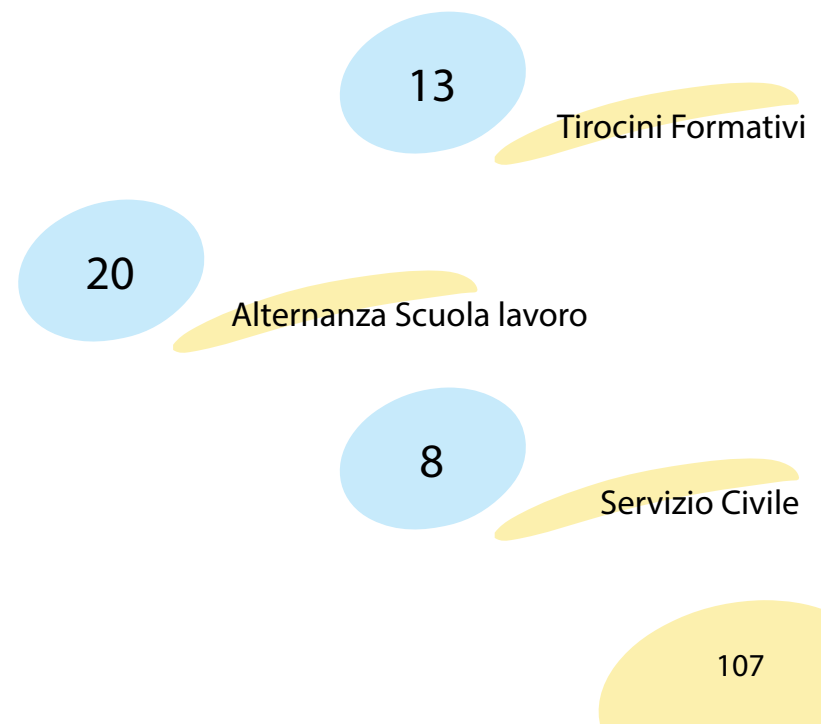 13
Tirocini Formativi
20
Alternanza Scuola lavoro
8
Servizio Civile
107